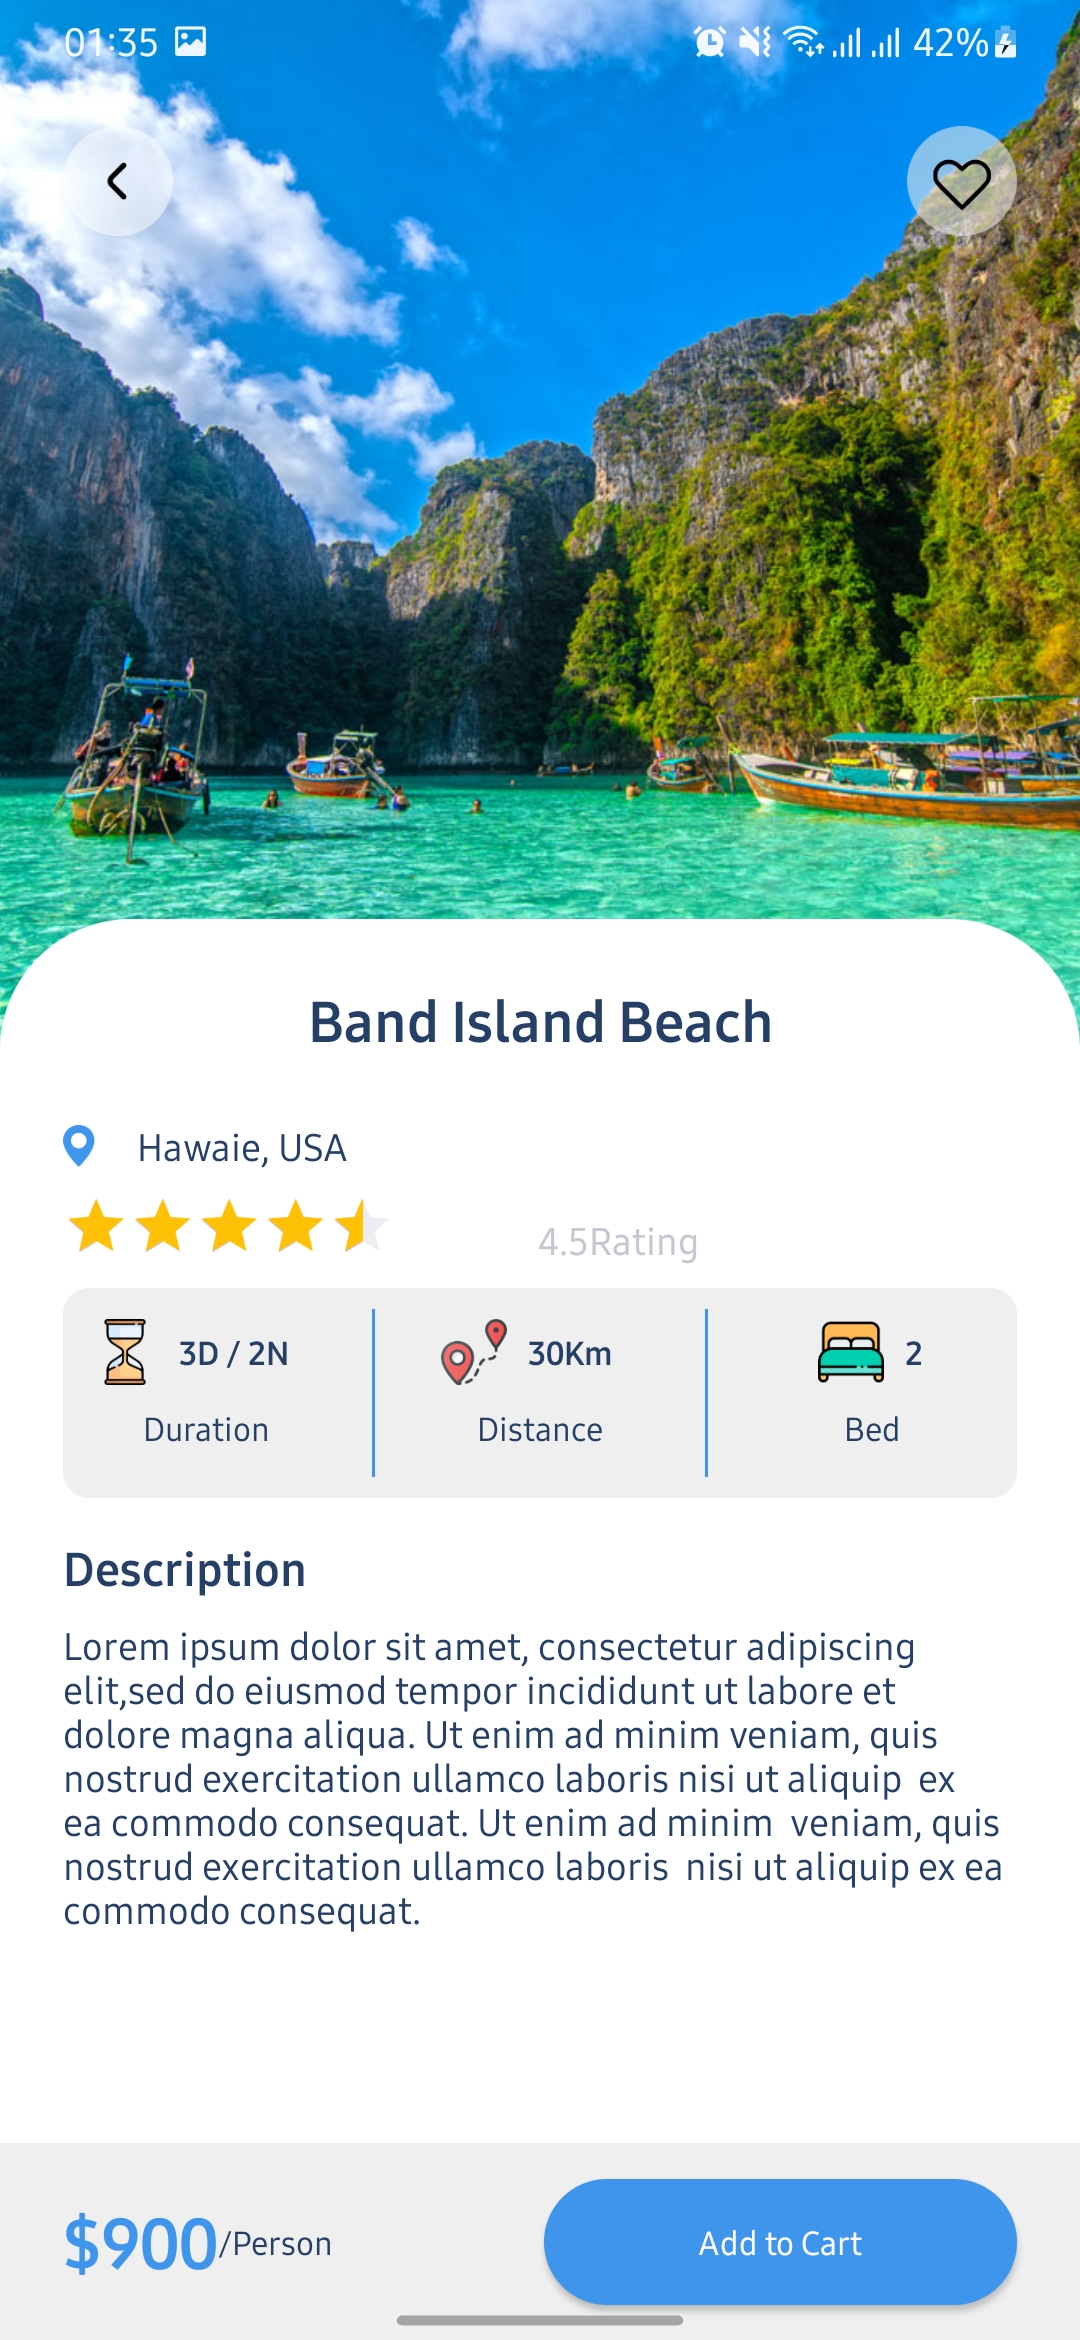 01:35 42%
Band Island Beach
Hawaie, USA
4.5Rating
3D / 2N 30Km 2
Duration Distance Bed
Description
Lorem ipsum dolor sit amet, consectetur adipiscing
elit,sed do eiusmod tempor incididunt ut labore et
dolore magna aliqua. Ut enim ad minim veniam, quis
nostrud exercitation ullamco laboris nisi ut aliquip  ex
ea commodo consequat. Ut enim ad minim  veniam, quis
nostrud exercitation ullamco laboris  nisi ut aliquip ex ea
commodo consequat.
$900/Person Add to Cart